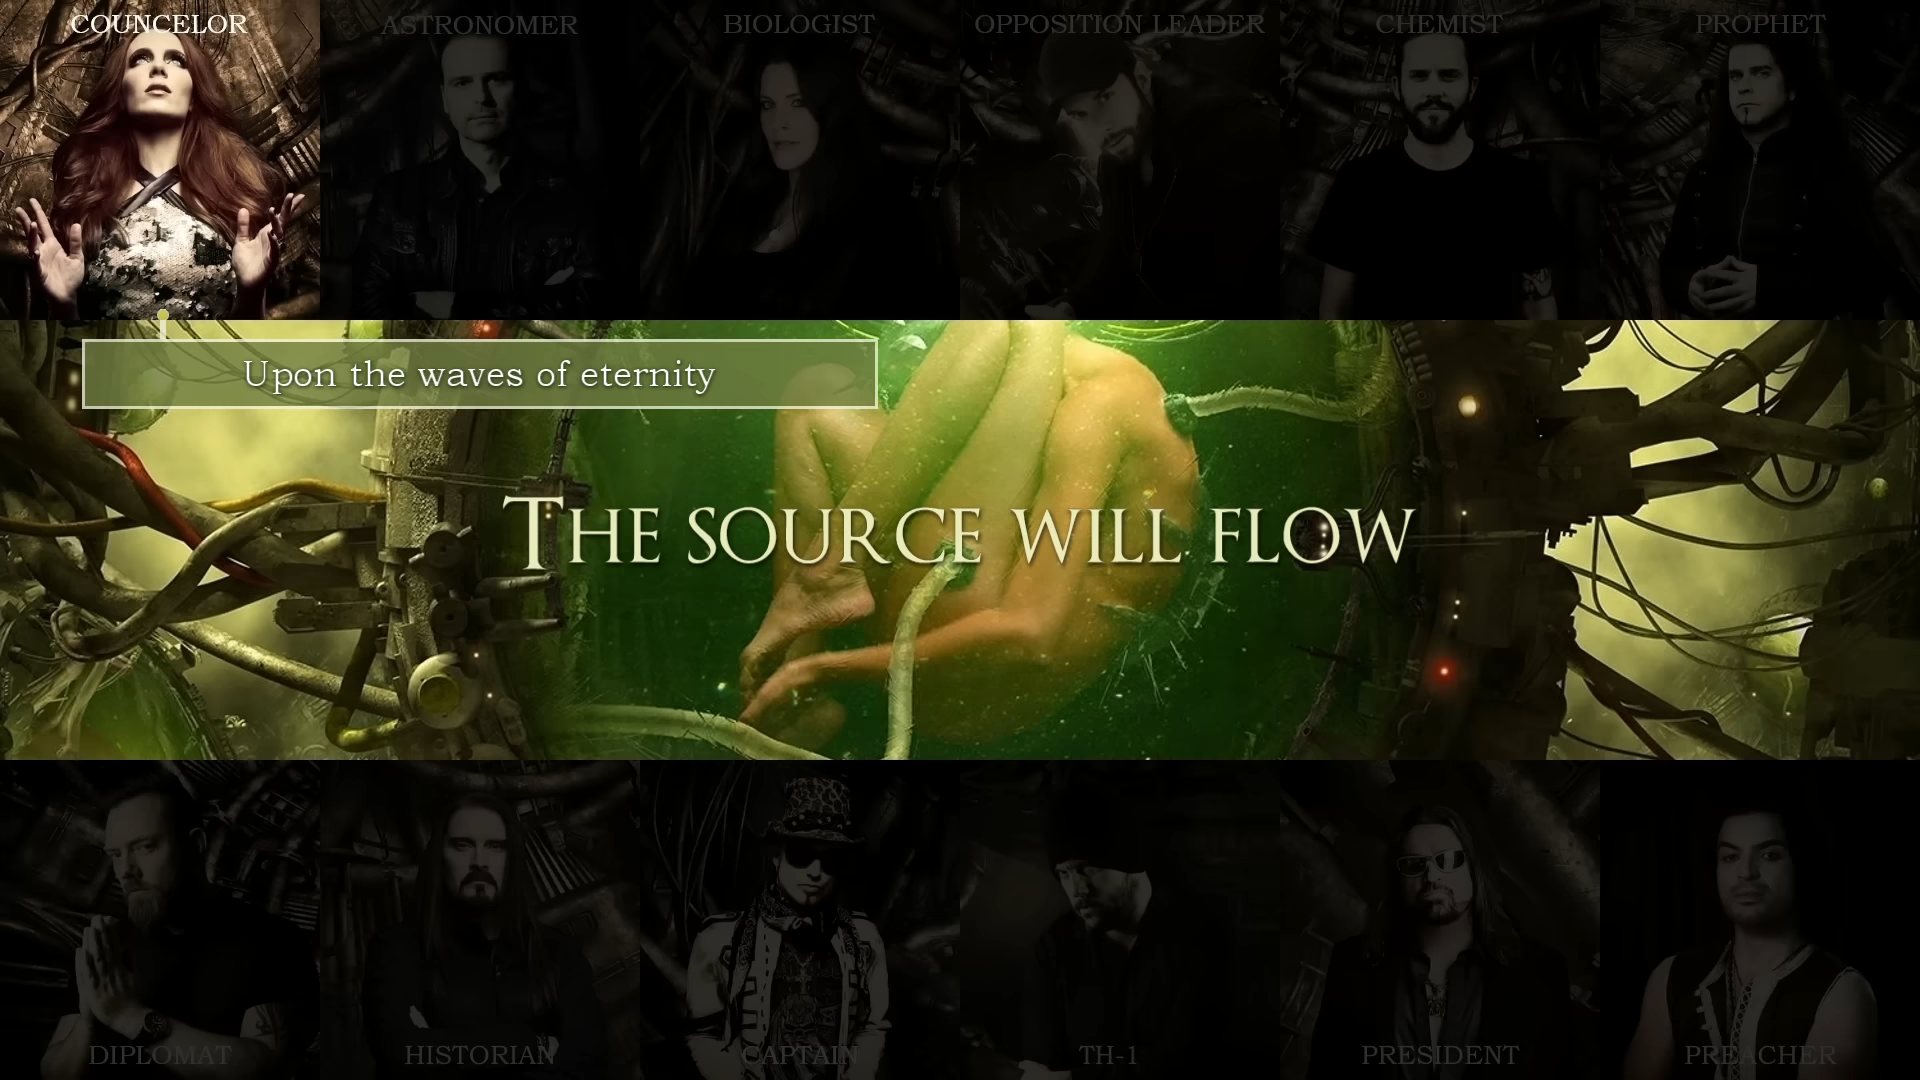 COUNCELOR
ASTRONOMER
BIOLOGIST
OPPOSITION LEADER
CHEMIST
PROPHET
Upon the waves of eternity
The source will flow
DIPLOMAT
HISTORIAN
CAPTAIN
TH-1
PRESIDENT
PREACHER